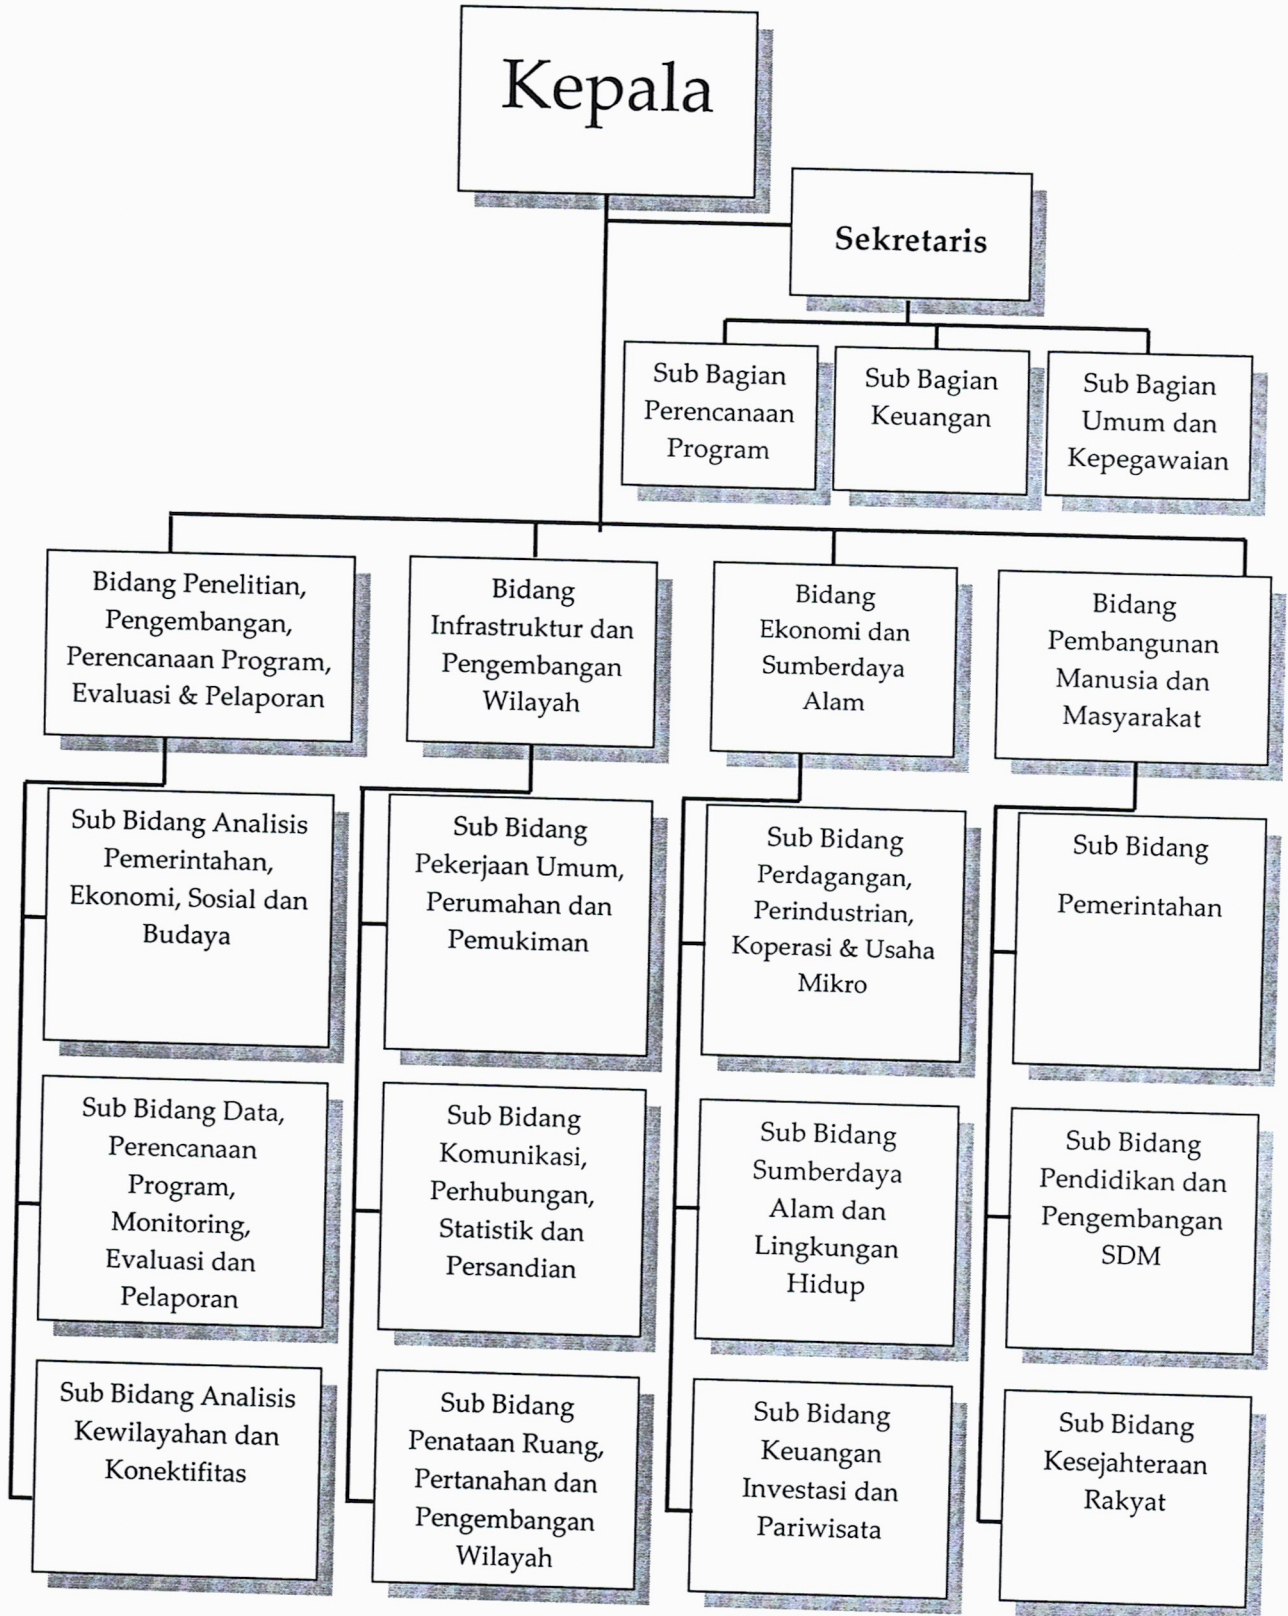 Kepala
Sekretaris
Sub Bagian
Perencanaan
Program
Sub Bagian
Keuangan
Sub Bagian
Umum dan
Kepegawaian
Bidang Penelitian,
Pengembangan,
Perencanaan Program,
Evaluasi & Pelaporan
Bidang
Infrastruktur dan
Pengembangan
Wilayah
Bidang
Ekonomi dan
Sumberdaya
Alam
Bidang
Pembangunan
Manusia dan
Masyarakat
Sub Bidang Analisis
Pemerintahan,
Ekonomi, Sosial dan
Budaya
Sub Bidang
Pekerjaan Umum,
Perumahan dan
Pemukiman
Sub Bidang
Perdagangan,
Perindustrian,
Koperasi & Usaha
Mikro
Sub Bidang
Pemerintahan
Sub Bidang Data,
Perencanaan
Program,
Monitoring,
Evaluasi dan
Pelaporan
Sub Bidang
Komunikasi,
Perhubungan,
Statistik dan
Persandian
Sub Bidang
Sumberdaya
Alam dan
Lingkungan
Hidup
Sub Bidang
Pendidikan dan
Pengembangan
SDM
Sub Bidang Analisis
Kewilayahan dan
Konektifitas
Sub Bidang
Penataan Ruang,
Pertanahan dan
Pengembangan
Wilayah
Sub Bidang
Keuangan
Investasi dan
Pariwisata
Sub Bidang
Kesejahteraan
Rakyat